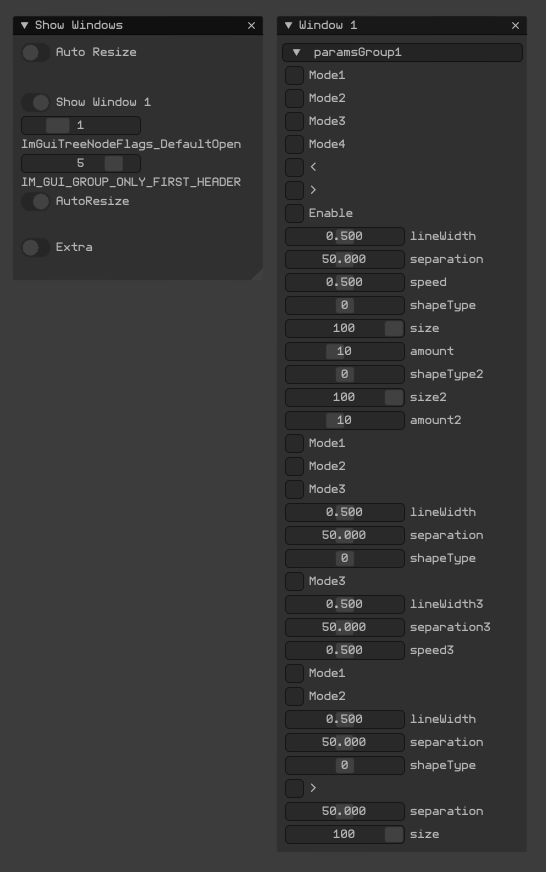 Show Windows
Auto Resize
Show Window 1
1
ImGuiTreeNodeFlags_DefaultOpen
5
IM_GUI_GROUP_ONLY_FIRST_HEADER
AutoResize
Extra
Window 1
paramsGroup1
Mode1
Mode2
Mode3
Mode4
<
>
Enable
0.500 lineWidth
50.000 separation
0.500 speed
0 shapeType
100 size
10 amount
0 shapeType2
100 size2
10 amount2
Mode1
Mode2
Mode3
0.500 lineWidth
50.000 separation
0 shapeType
Mode3
0.500 lineWidth3
50.000 separation3
0.500 speed3
Mode1
Mode2
0.500 lineWidth
50.000 separation
0 shapeType
>
50.000 separation
100 size